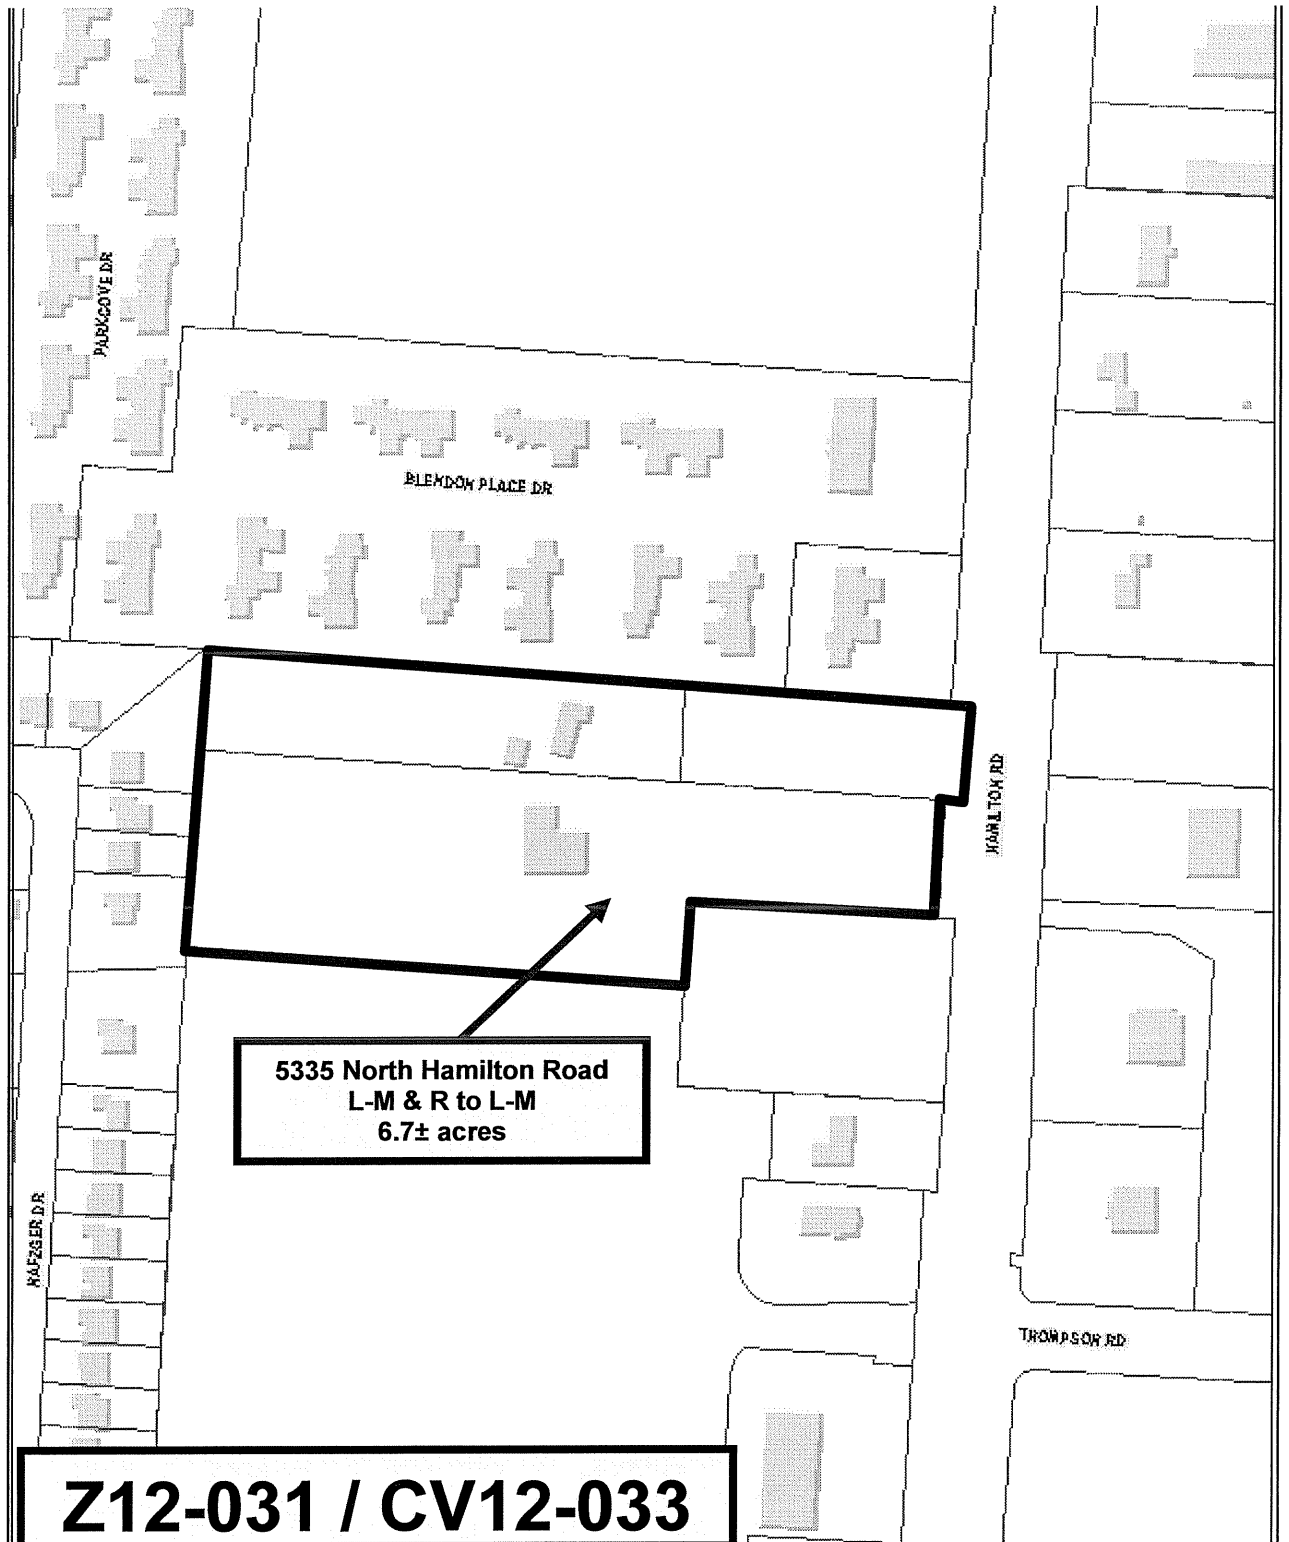 PARKCOVE DR
BLENDON PLACE DR
HAMILTON RD
5335 North Hamilton Road
L-M & R to L-M
6.7± acres
HAFZGER DR
THOMPSON RD
Z12-031 / CV12-033